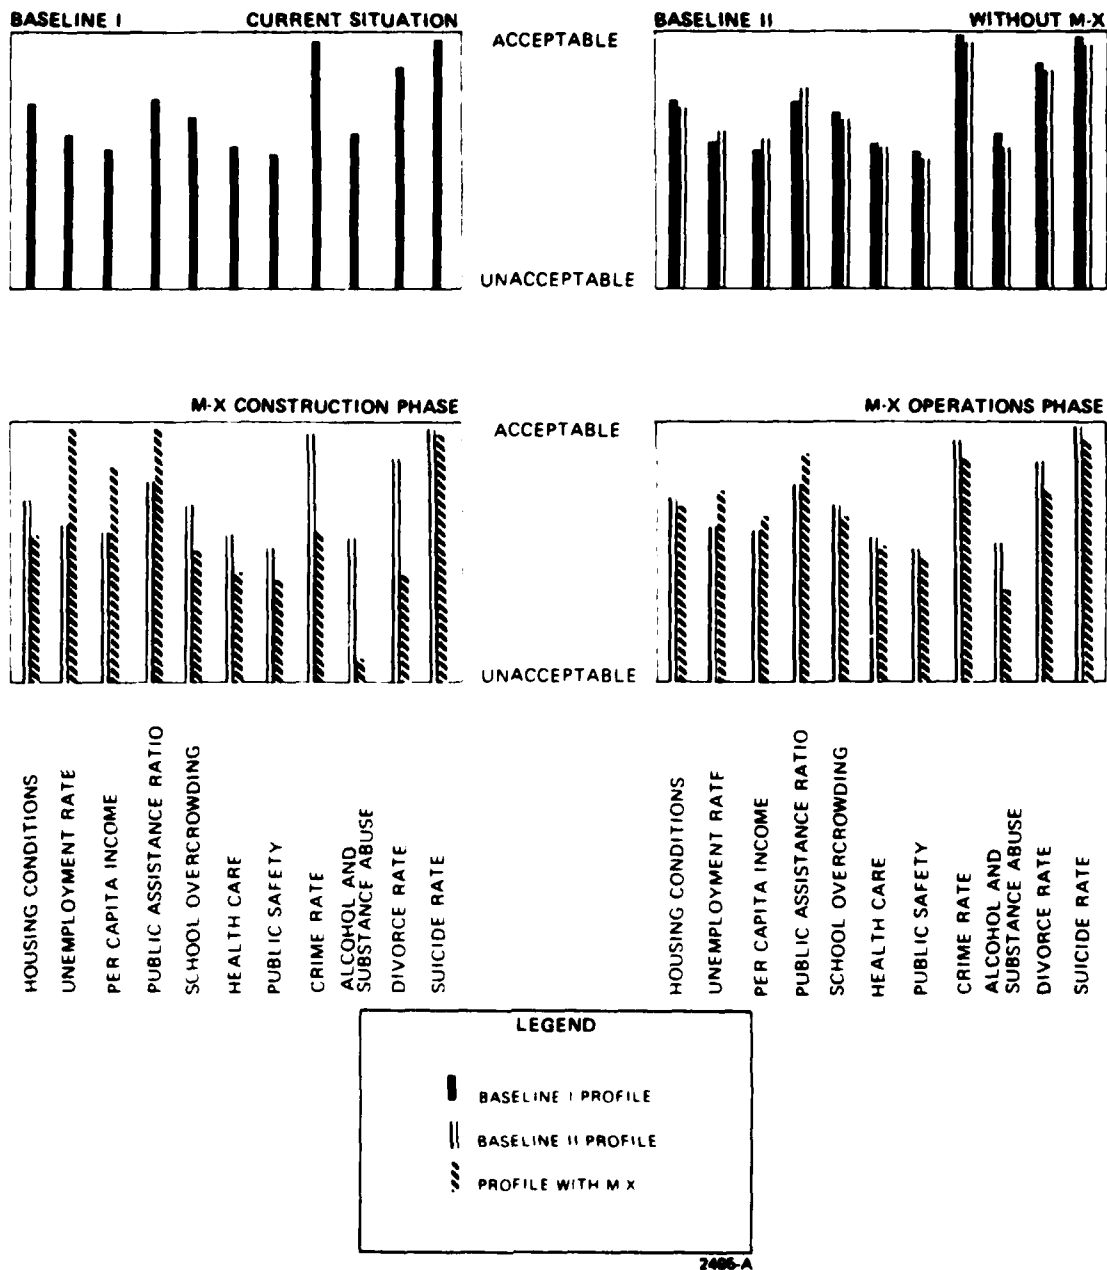 BASELINE I CURRENT SITUATION
ACCEPTABLE
UNACCEPTABLE
BASELINE II WITHOUT M-X
M-X CONSTRUCTION PHASE
ACCEPTABLE
UNACCEPTABLE
M-X OPERATIONS PHASE
HOUSING CONDITIONS
UNEMPLOYMENT RATE
PER CAPITA INCOME
PUBLIC ASSISTANCE RATIO
SCHOOL OVERCROWDING
HEALTH CARE
PUBLIC SAFETY
CRIME RATE
ALCOHOL AND
SUBSTANCE ABUSE
DIVORCE RATE
SUICIDE RATE
HOUSING CONDITIONS
UNEMPLOYMENT RATE
PER CAPITA INCOME
PUBLIC ASSISTANCE RATIO
SCHOOL OVERCROWDING
HEALTH CARE
PUBLIC SAFETY
CRIME RATE
ALCOHOL AND
SUBSTANCE ABUSE
DIVORCE RATE
SUICIDE RATE
LEGEND
BASELINE I PROFILE
BASELINE II PROFILE
PROFILE WITH M X
2406-A